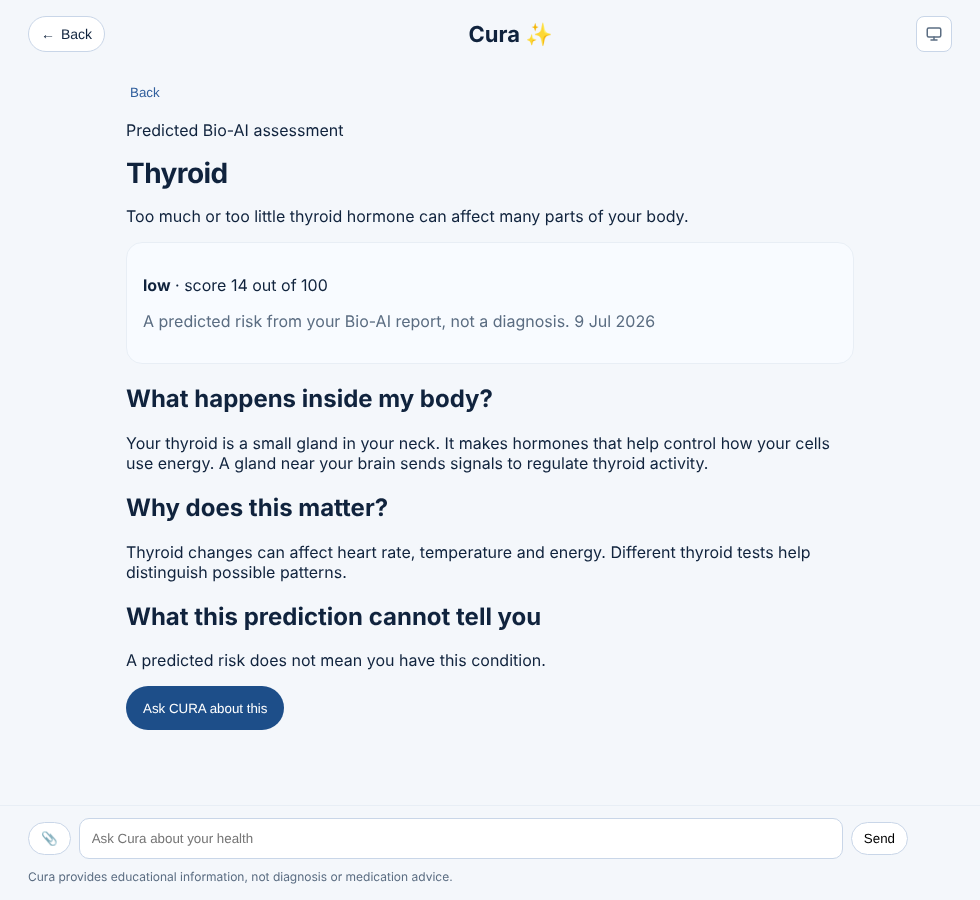 ← Back
Cura ✨
Back
Predicted Bio-AI assessment
Thyroid
Too much or too little thyroid hormone can affect many parts of your body.
low · score 14 out of 100
A predicted risk from your Bio-AI report, not a diagnosis. 9 Jul 2026
What happens inside my body?
Your thyroid is a small gland in your neck. It makes hormones that help control how your cells
use energy. A gland near your brain sends signals to regulate thyroid activity.
Why does this matter?
Thyroid changes can affect heart rate, temperature and energy. Different thyroid tests help
distinguish possible patterns.
What this prediction cannot tell you
A predicted risk does not mean you have this condition.
Ask CURA about this
Ask Cura about your health
Send
Cura provides educational information, not diagnosis or medication advice.